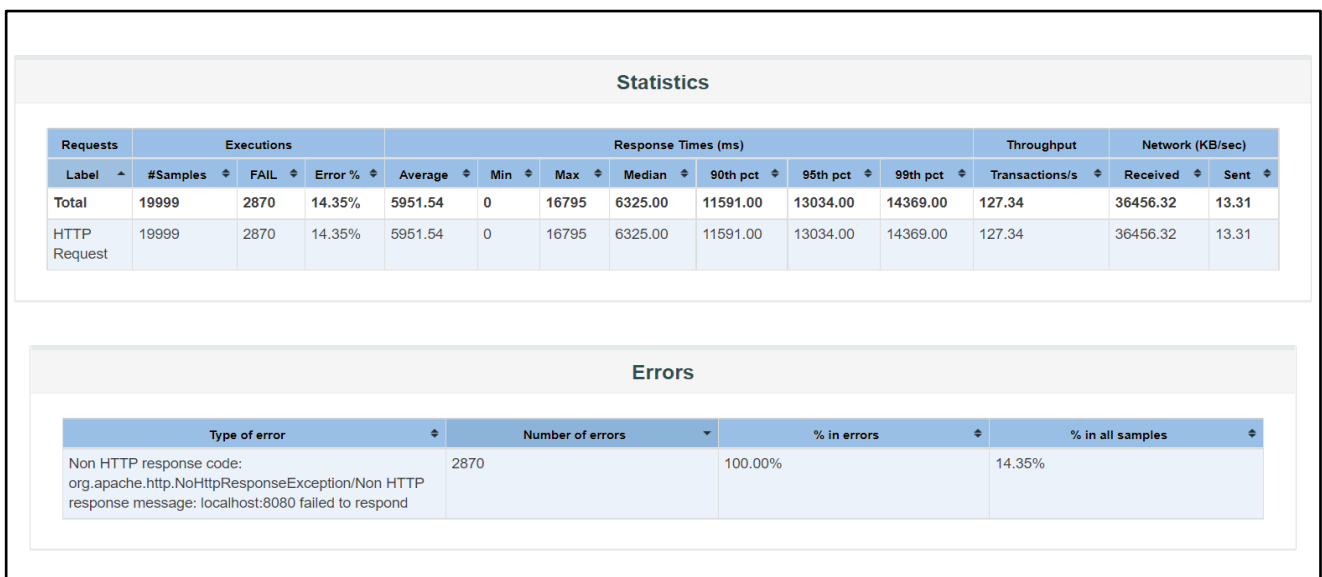 Statistics
Requests Executions Response Times (ms) Throughput Network (KB/sec)
Label #Samples FAIL Error % Average Min Max Median 90th pct 95th pct 99th pct Transactions/s Received Sent
Total 19999 2870 14.35% 5951.54 0 16795 6325.00 11591.00 13034.00 14369.00 127.34 36456.32 13.31
HTTP Request 19999 2870 14.35% 5951.54 0 16795 6325.00 11591.00 13034.00 14369.00 127.34 36456.32 13.31
Errors
Type of error Number of errors % in errors % in all samples
Non HTTP response code: 2870 100.00% 14.35%
org.apache.http.NoHttpResponseException/Non HTTP
response message: localhost:8080 failed to respond